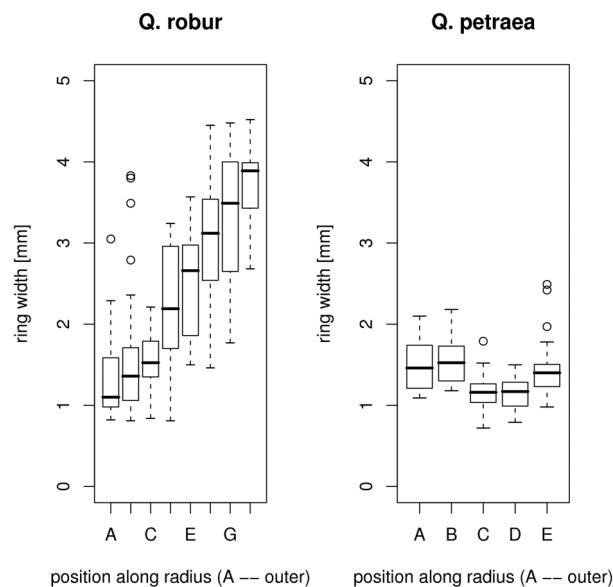 Q. robur
Q. petraea
ring width [mm]
0 1 2 3 4 5
A C E G
position along radius (A −− outer)
ring width [mm]
0 1 2 3 4 5
A B C D E
position along radius (A −− outer)